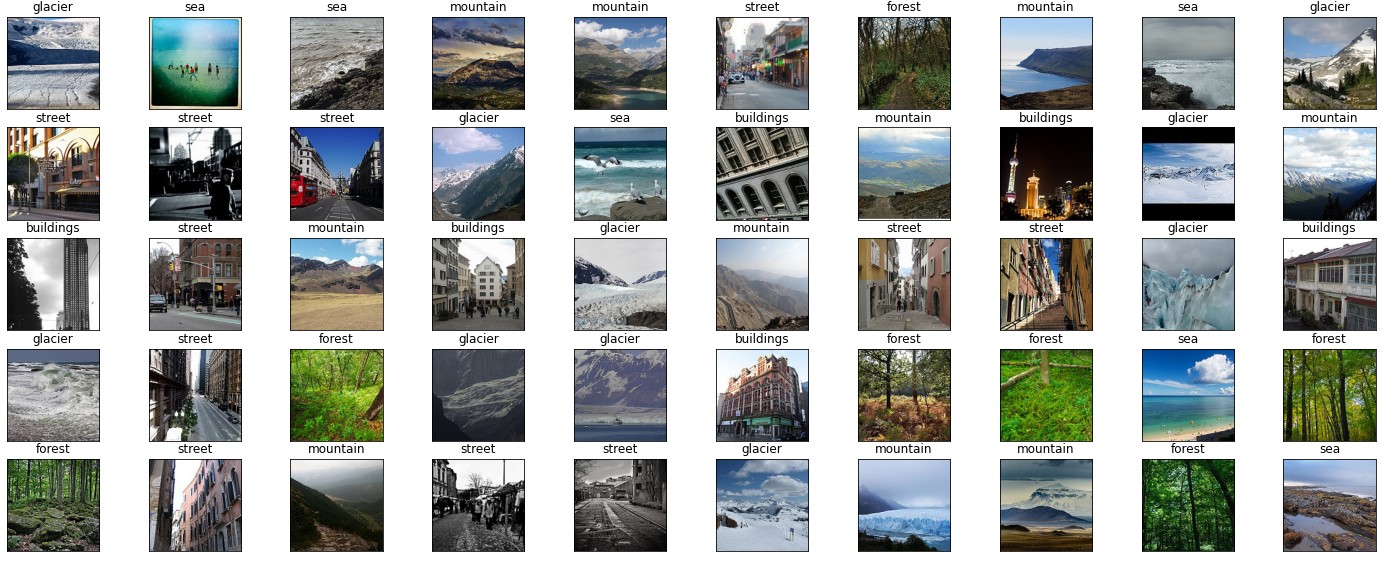 glacier sea sea mountain mountain street forest mountain sea glacier
street street street glacier sea buildings mountain buildings glacier mountain
buildings street mountain buildings glacier mountain street street glacier buildings
glacier street forest glacier glacier buildings forest forest sea forest
forest street mountain street street glacier mountain mountain forest sea